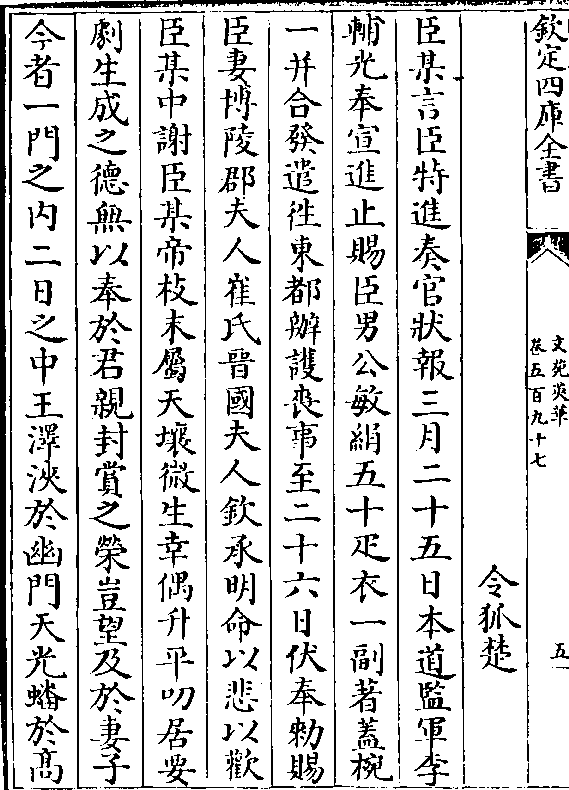 欽定四庫全書
文苑英華
卷五百九十七
五
令狐楚
臣某言臣特進奏官狀報三月二十五日本道監軍李
輔光奉宣進止賜臣男公敏絹五十疋衣一副著蓋椀
一并合發遣徃東都辦護喪事至二十六日伏奉勅賜
臣妻博陵郡夫人崔氏晉國夫人欽承明命以悲以歡
臣某中謝臣某帝枝末屬天壤微生幸偶升平叨居要
劇生成之德無以奉於君親封賞之榮豈望及於妻子
今者一門之内二日之中王澤浹於幽門天光蟠於髙